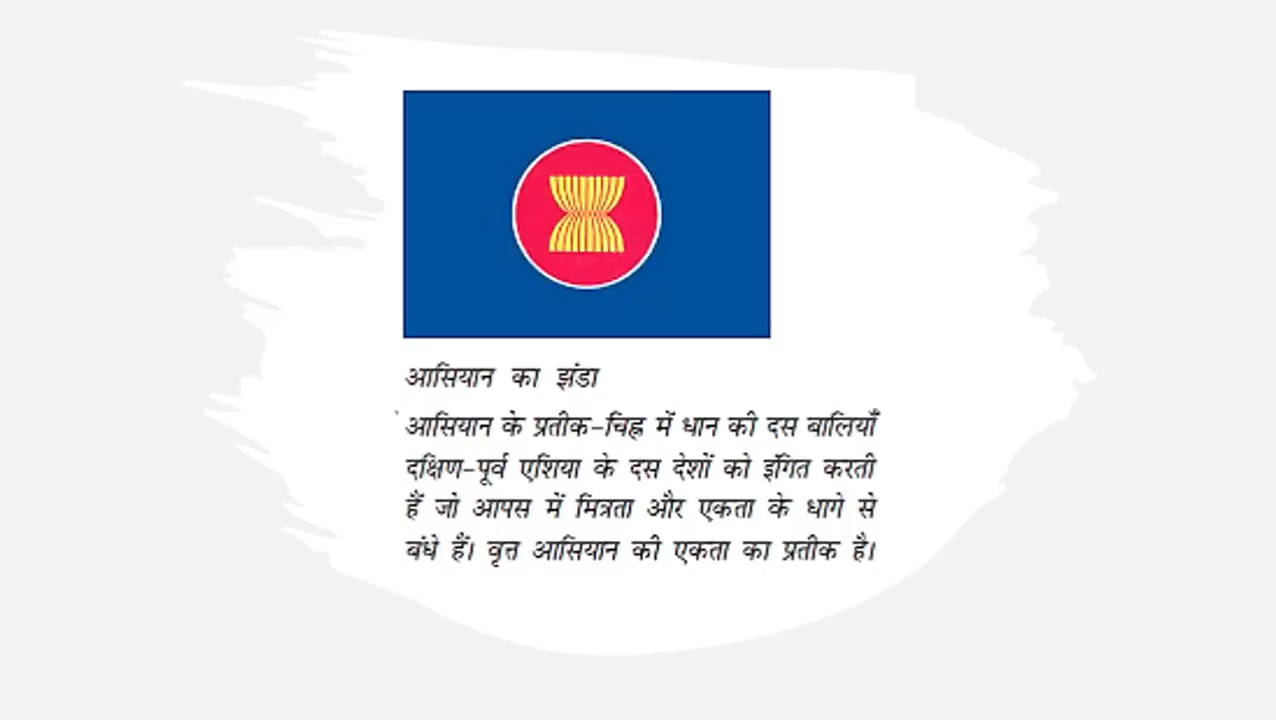 आसियान का झंडा
आसियान के प्रतीक-चिह्न में धान की दस बालियाँ
दक्षिण-पूर्व एशिया के दस देशों को इंगित करती
हैं जो आपस में मित्रता और एकता के धागे से
बंधे हैं। वृत्त आसियान की एकता का प्रतीक है।